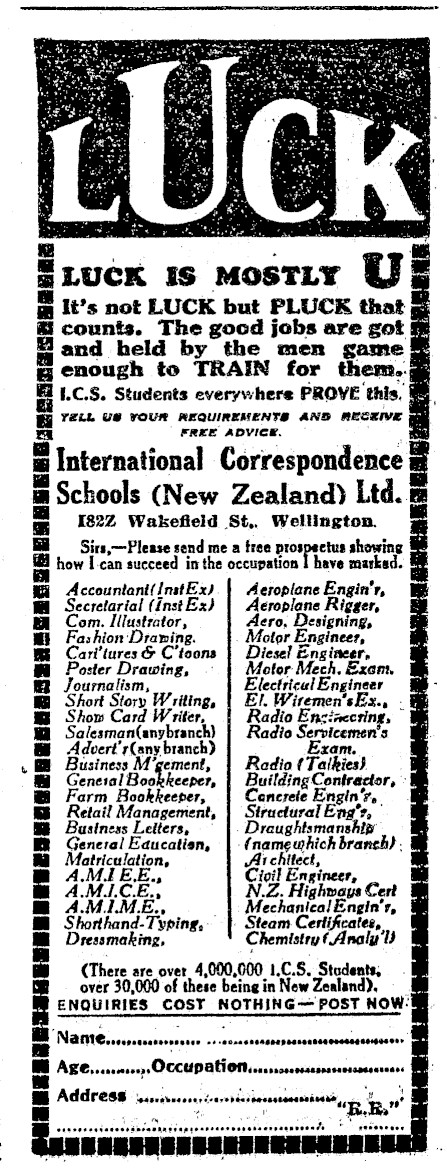 LUCK
LUCK IS MOSTLY U
It's not LUCK but PLUCK that
counts. The good jobs are got
and held by the men game
enough to TRAIN for them.
I.C.S. Students everywhere PROVE this.
TELL US YOUR REQUIREMENTS AND RECEIVE
FREE ADVICE.
International Correspondence
Schools (New Zealand) Ltd.
182Z Wakefield St., Wellington.
Sirs,—Please send me a free prospectus showing
how I can succeed in the occupation I have marked.
Accountant(InstEx)
Secretarial (InstEx)
Com. Illustrator,
Fashion Drawing.
Cari'tures & C'toons
Poster Drawing,
Journalism,
Short Story Writing,
Show Card Writer,
Salesman(anybranch)
Advert'r(any branch)
Business M'gement,
General Bookkeeper,
Farm Bookkeeper,
Retail Management,
Business Letters,
General Education,
Matriculation,
A.M.I.E.E.,
A.M.I.C.E.,
A.M.I.M.E.,
Shorthand-Typing,
Dressmaking,
Aeroplane Engin'r,
Aeroplane Rigger,
Aero. Designing,
Motor Engineer,
Diesel Engineer,
Motor Mech. Exam.
Electrical Engineer
El. Wiremen's Ex.,
Radio Engineering,
Radio Servicemen's
Exam.
Radio (Talkies)
Building Contractor,
Concrete Engin'r,
Structural Eng'r,
Draughtsmanship
(name which branch)
Architect,
Civil Engineer,
N.Z. Highways Cert
Mechanical Engin'r,
Steam Certificates,
Chemistry (Analy'l)
(There are over 4,000,000 I.C.S. Students,
over 30,000 of these being in New Zealand).
ENQUIRIES COST NOTHING—POST NOW.
Name................................................
Age...........Occupation............................
Address .............................................
"R.R."
....................................................